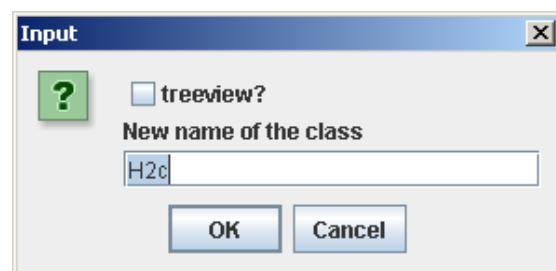 Input
?
treeview?
New name of the class
H2c
OK Cancel